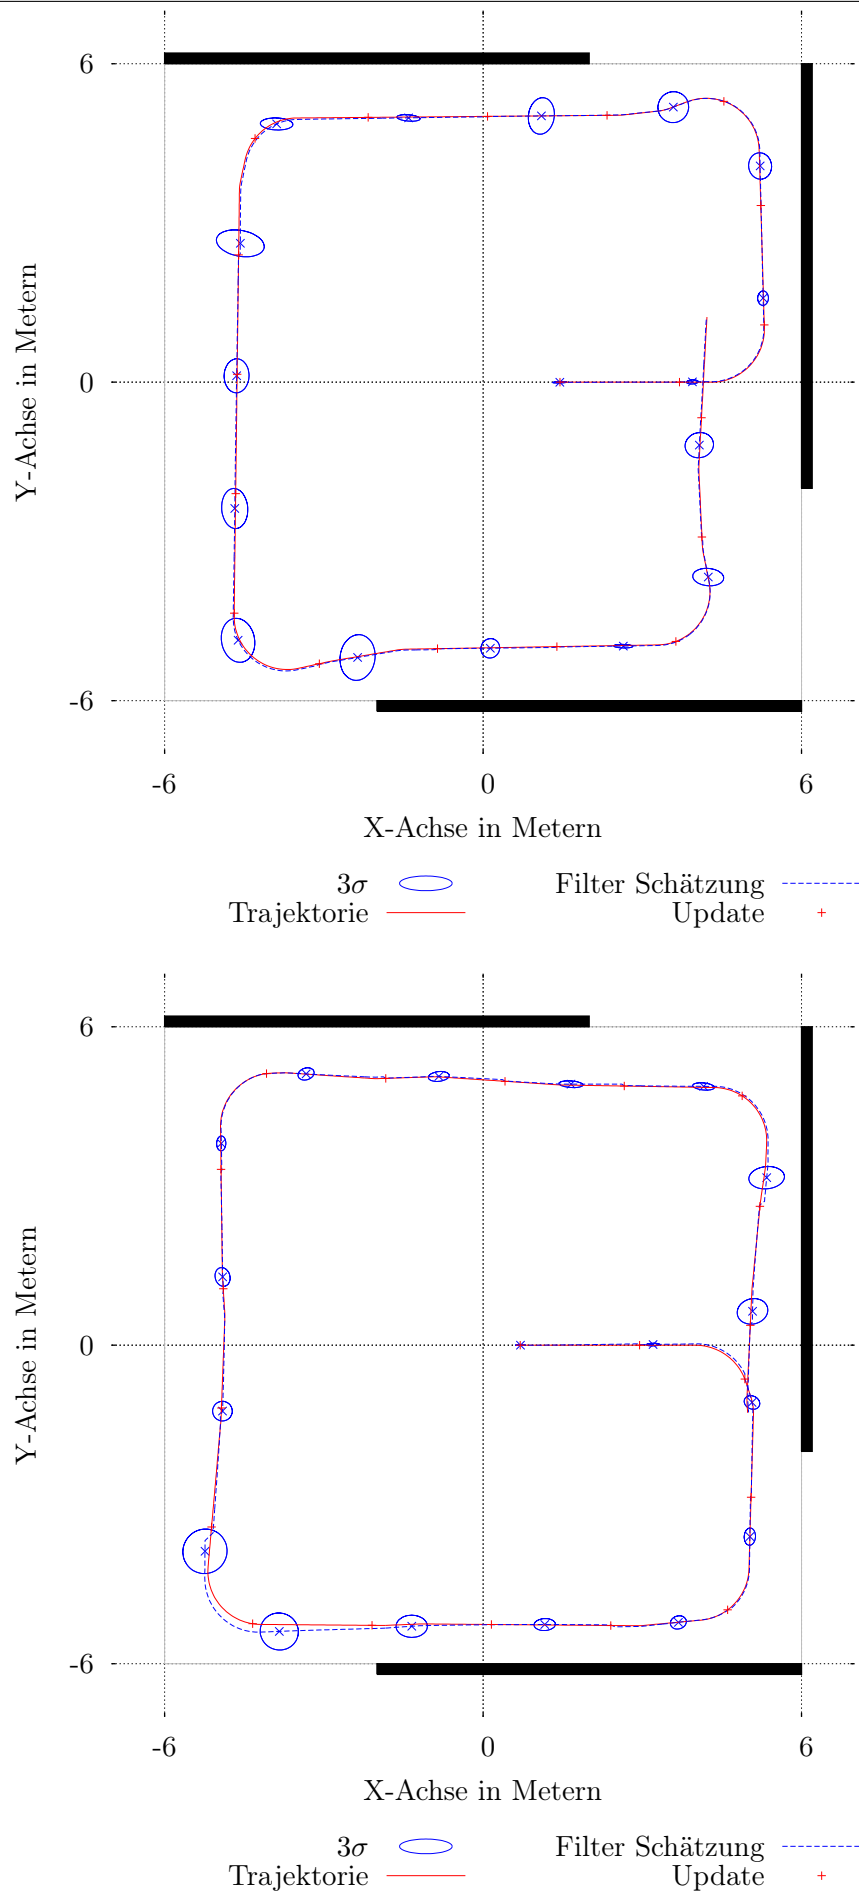 6
0
-6
Y-Achse in Metern
-6 0 6
X-Achse in Metern
3σ Filter Schätzung
Trajektorie Update
6
0
-6
Y-Achse in Metern
-6 0 6
X-Achse in Metern
3σ Filter Schätzung
Trajektorie Update